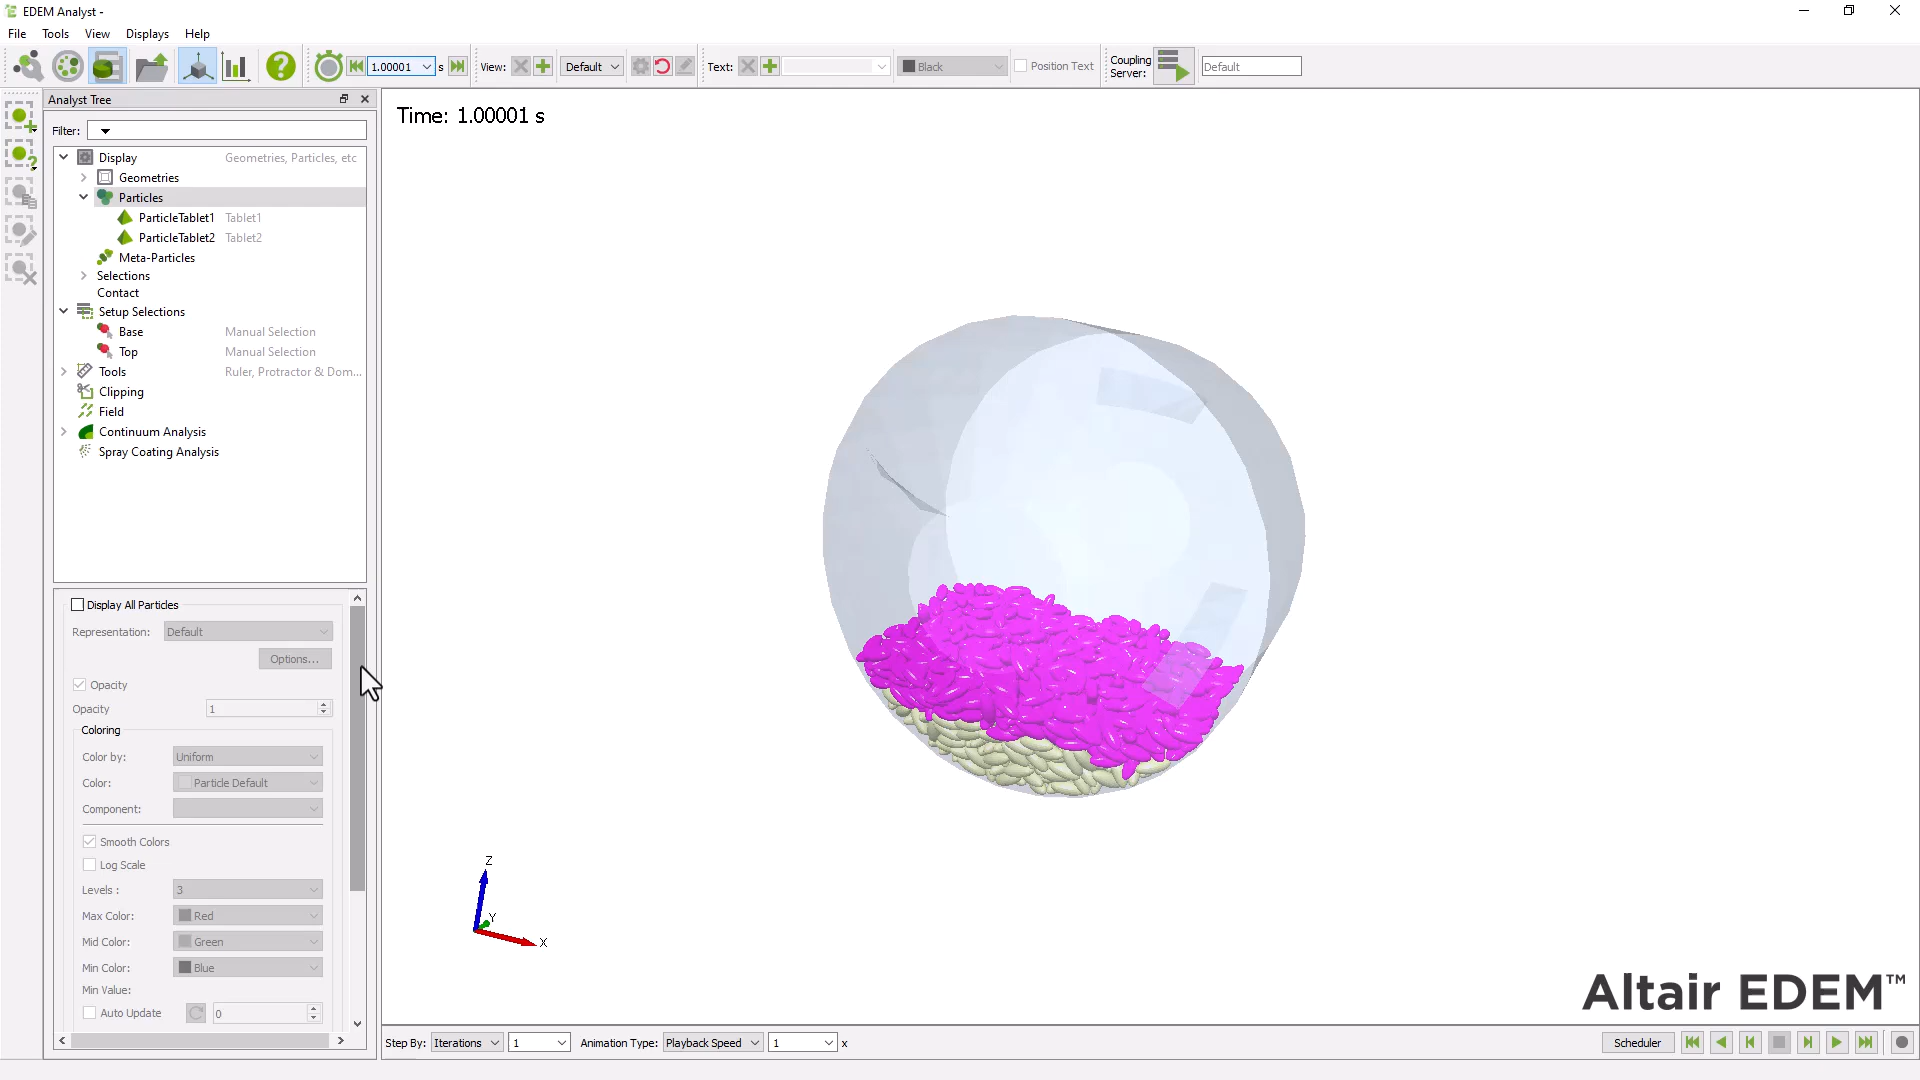 EDEM Analyst -
File Tools View Displays Help
1.00001 s View: Default Text: Black Position Text Coupling Server: Default
Analyst Tree
Filter:
Display Geometries, Particles, etc
Geometries
Particles
ParticleTablet1 Tablet1
ParticleTablet2 Tablet2
Meta-Particles
Selections
Contact
Setup Selections
Base Manual Selection
Top Manual Selection
Tools Ruler, Protractor & Dom...
Clipping
Field
Continuum Analysis
Spray Coating Analysis
Display All Particles
Representation: Default
Options...
Opacity
Opacity 1
Coloring
Color by: Uniform
Color: Particle Default
Component:
Smooth Colors
Log Scale
Levels : 3
Max Color: Red
Mid Color: Green
Min Color: Blue
Min Value:
Auto Update 0
Time: 1.00001 s
Z
Y
X
Altair EDEM™
Step By: Iterations 1 Animation Type: Playback Speed 1 x Scheduler